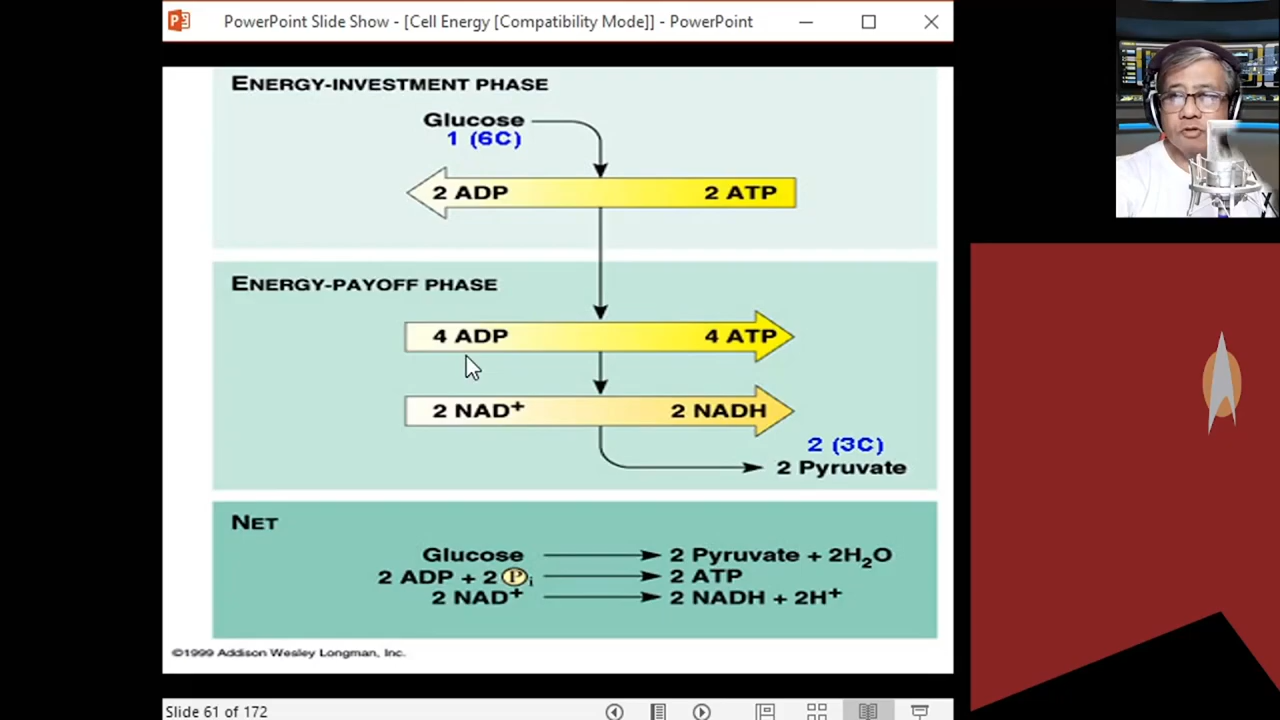 PowerPoint Slide Show - [Cell Energy [Compatibility Mode]] - PowerPoint
ENERGY-INVESTMENT PHASE
Glucose
1 (6C)
2 ADP 2 ATP
ENERGY-PAYOFF PHASE
4 ADP 4 ATP
2 NAD⁺ 2 NADH
2 (3C)
2 Pyruvate
NET
Glucose 2 Pyruvate + 2H₂O
2 ADP + 2 Pᵢ 2 ATP
2 NAD⁺ 2 NADH + 2H⁺
©1999 Addison Wesley Longman, Inc.
Slide 61 of 172